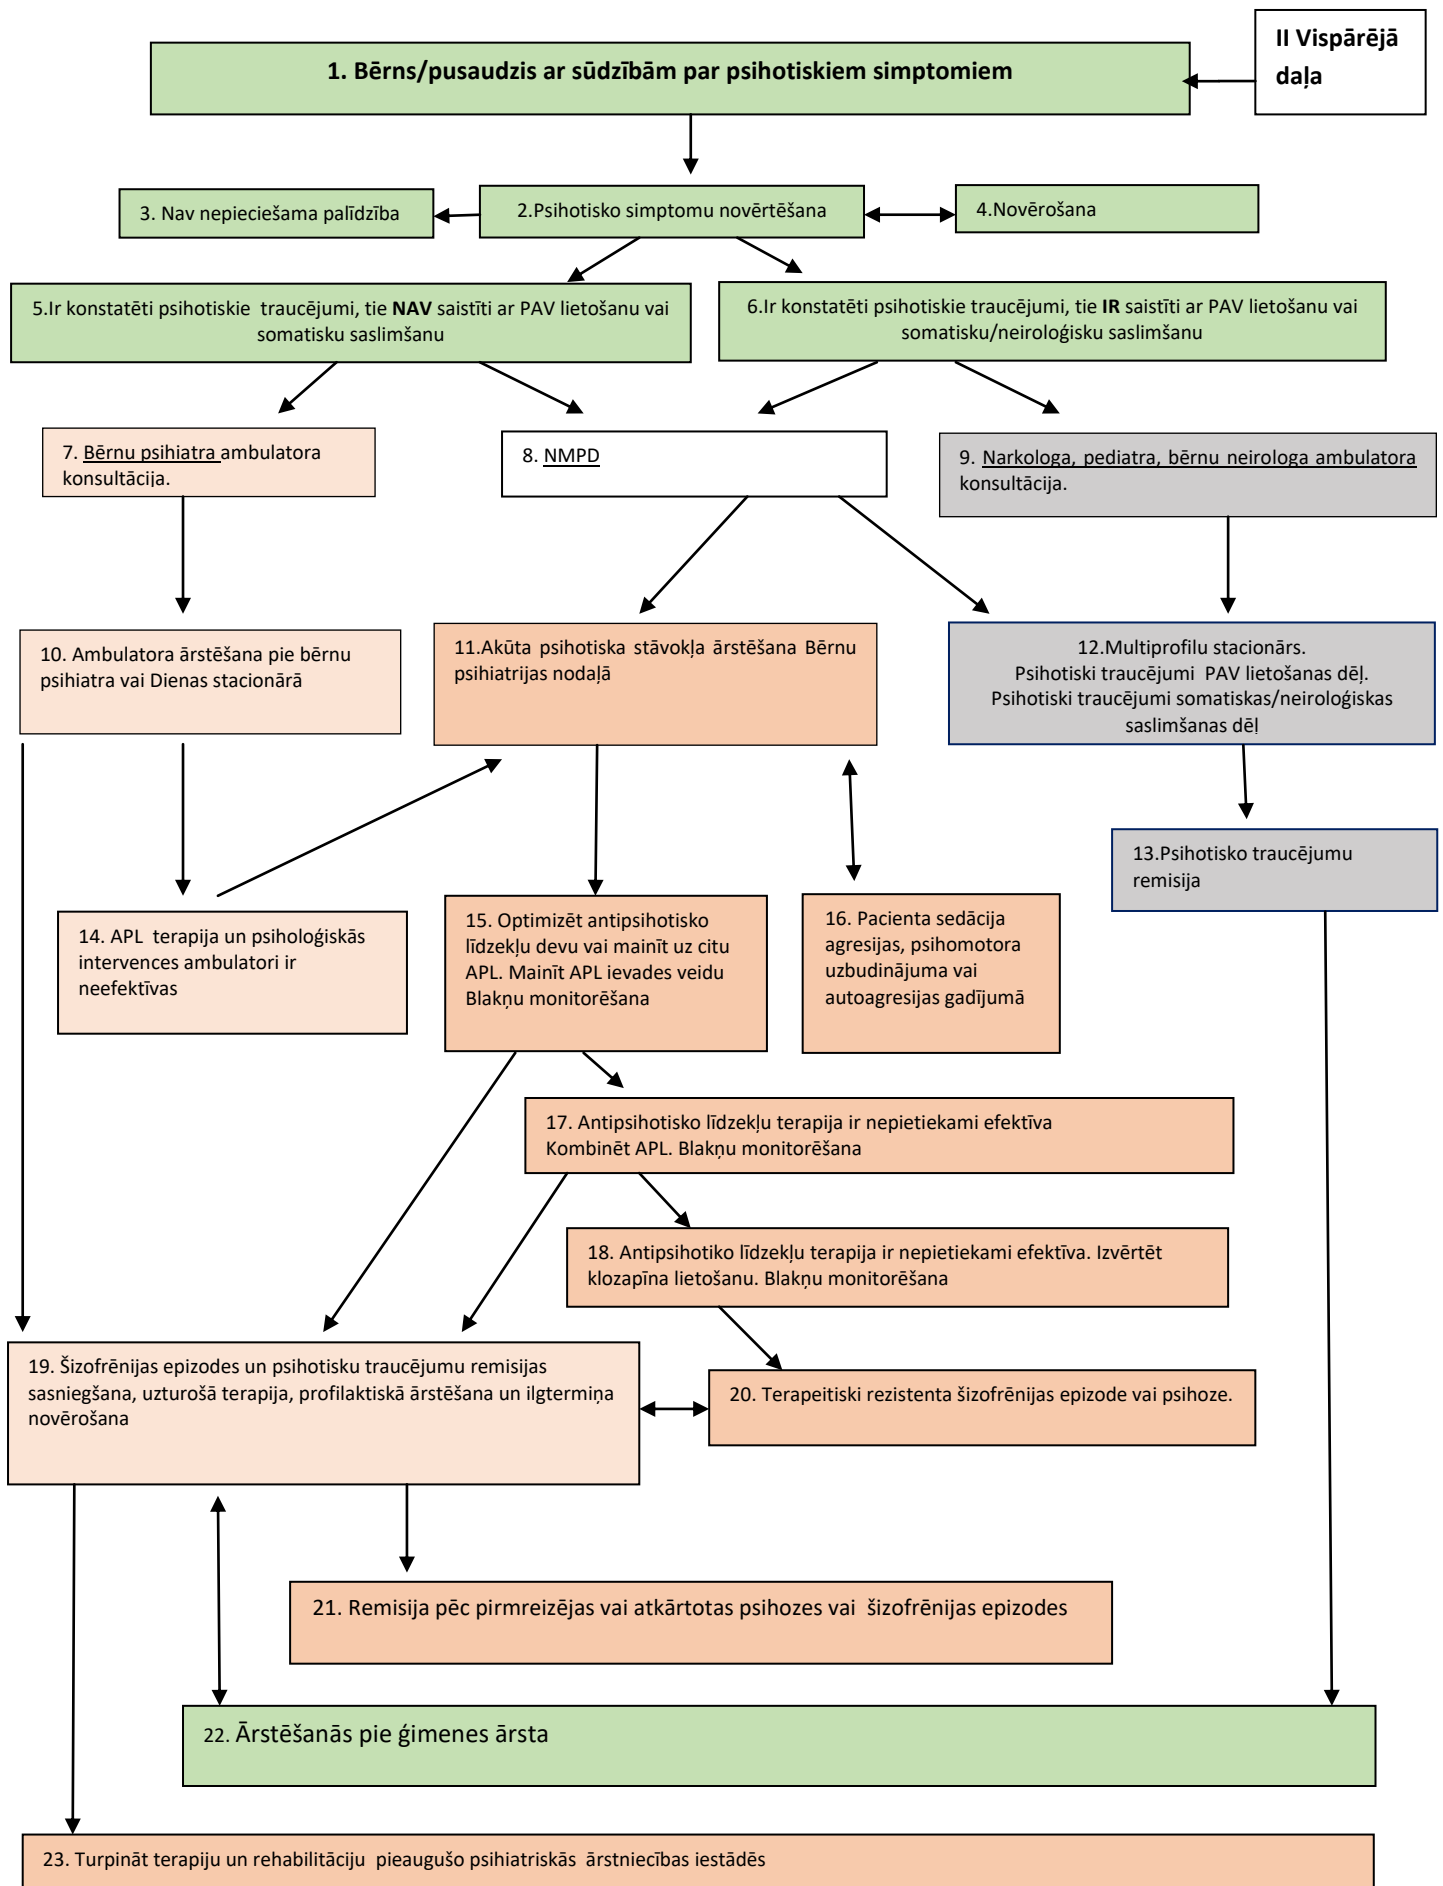 II Vispārējā
daļa
1. Bērns/pusaudzis ar sūdzībām par psihotiskiem simptomiem
3. Nav nepieciešama palīdzība
2.Psihotisko simptomu novērtēšana
4.Novērošana
5.Ir konstatēti psihotiskie traucējumi, tie NAV saistīti ar PAV lietošanu vai
somatisku saslimšanu
6.Ir konstatēti psihotiskie traucējumi, tie IR saistīti ar PAV lietošanu vai
somatisku/neiroloģisku saslimšanu
7. Bērnu psihiatra ambulatora
konsultācija.
8. NMPD
9. Narkologa, pediatra, bērnu neirologa ambulatora
konsultācija.
10. Ambulatora ārstēšana pie bērnu
psihiatra vai Dienas stacionārā
11.Akūta psihotiska stāvokļa ārstēšana Bērnu
psihiatrijas nodaļā
12.Multiprofilu stacionārs.
Psihotiski traucējumi PAV lietošanas dēļ.
Psihotiski traucējumi somatiskas/neiroloģiskas
saslimšanas dēļ
13.Psihotisko traucējumu
remisija
14. APL terapija un psiholoģiskās
intervences ambulatori ir
neefektīvas
15. Optimizēt antipsihotisko
līdzekļu devu vai mainīt uz citu
APL. Mainīt APL ievades veidu
Blakņu monitorēšana
16. Pacienta sedācija
agresijas, psihomotora
uzbudinājuma vai
autoagresijas gadījumā
17. Antipsihotisko līdzekļu terapija ir nepietiekami efektīva
Kombinēt APL. Blakņu monitorēšana
18. Antipsihotiko līdzekļu terapija ir nepietiekami efektīva. Izvērtēt
klozapīna lietošanu. Blakņu monitorēšana
19. Šizofrēnijas epizodes un psihotisku traucējumu remisijas
sasniegšana, uzturošā terapija, profilaktiskā ārstēšana un ilgtermiņa
novērošana
20. Terapeitiski rezistenta šizofrēnijas epizode vai psihoze.
21. Remisija pēc pirmreizējas vai atkārtotas psihozes vai šizofrēnijas epizodes
22. Ārstēšanās pie ģimenes ārsta
23. Turpināt terapiju un rehabilitāciju pieaugušo psihiatriskās ārstniecības iestādēs